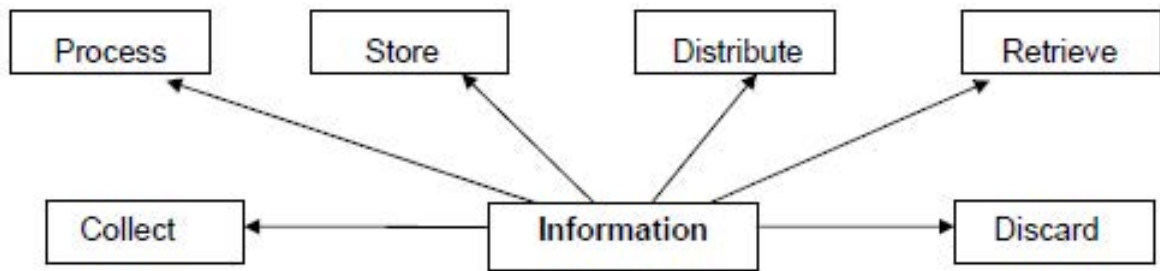 Process
Store
Distribute
Retrieve
Collect
Information
Discard